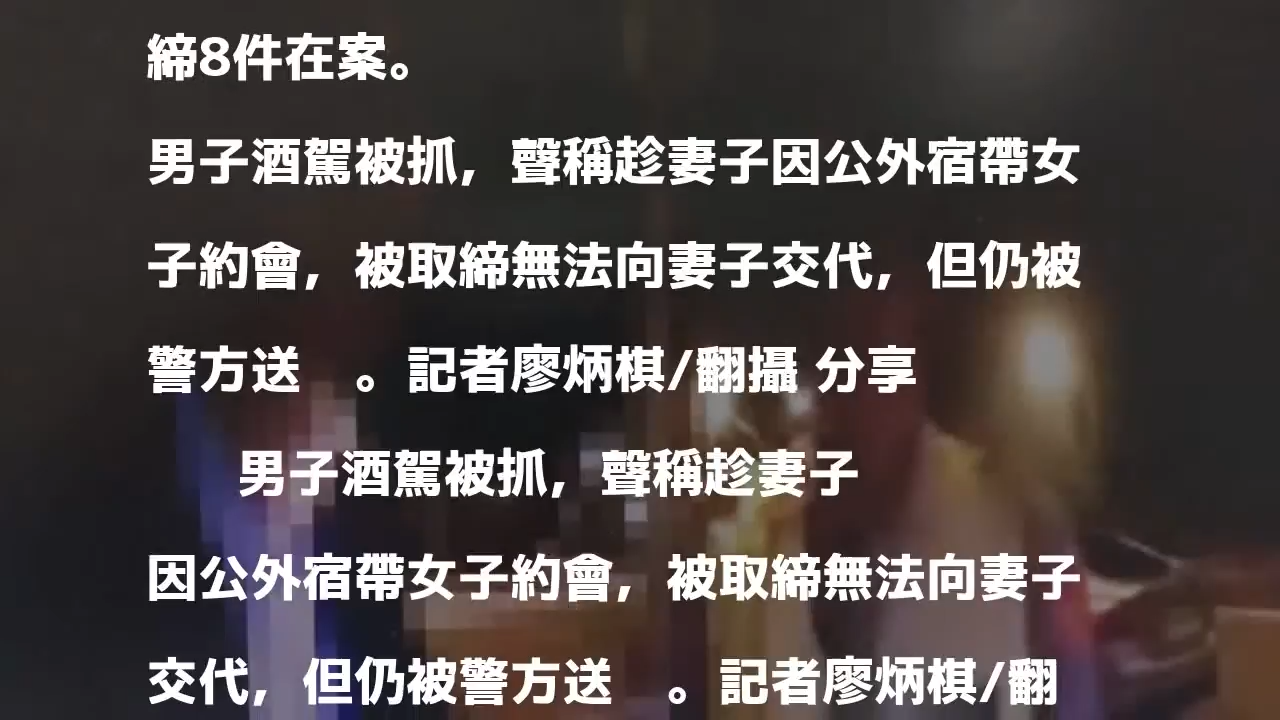 締8件在案。
男子酒駕被抓，聲稱趁妻子因公外宿帶女
子約會，被取締無法向妻子交代，但仍被
警方送　。記者廖炳棋/翻攝 分享
男子酒駕被抓，聲稱趁妻子
因公外宿帶女子約會，被取締無法向妻子
交代，但仍被警方送　。記者廖炳棋/翻